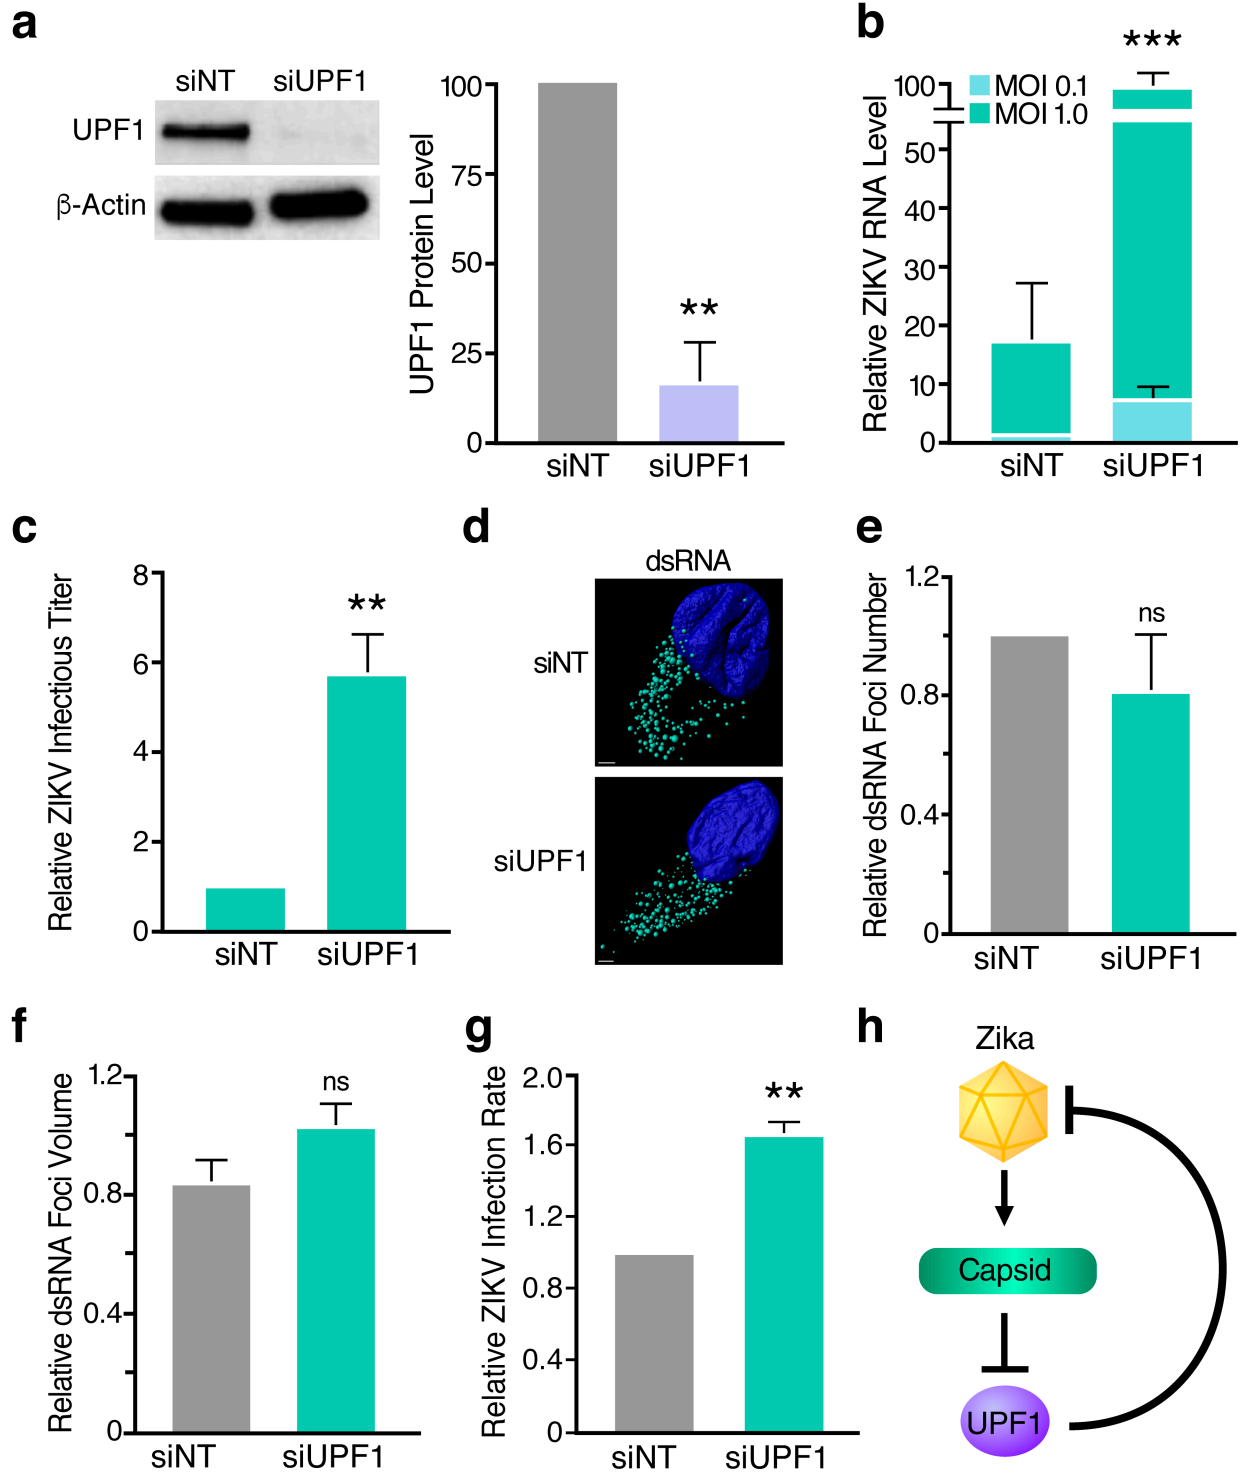 a
siNT siUPF1
UPF1
β-Actin
UPF1 Protein Level
100
75
50
25
0
**
siNT siUPF1
b
***
Relative ZIKV RNA Level
MOI 0.1
MOI 1.0
100
50
40
30
20
10
0
siNT siUPF1
c
Relative ZIKV Infectious Titer
8
6
4
2
0
**
siNT siUPF1
d
dsRNA
siNT
siUPF1
e
Relative dsRNA Foci Number
1.2
0.8
0.4
0
ns
siNT siUPF1
f
Relative dsRNA Foci Volume
1.2
0.8
0.4
0
ns
siNT siUPF1
g
Relative ZIKV Infection Rate
2.0
1.6
1.2
0.8
0.4
0
**
siNT siUPF1
h
Zika
Capsid
UPF1